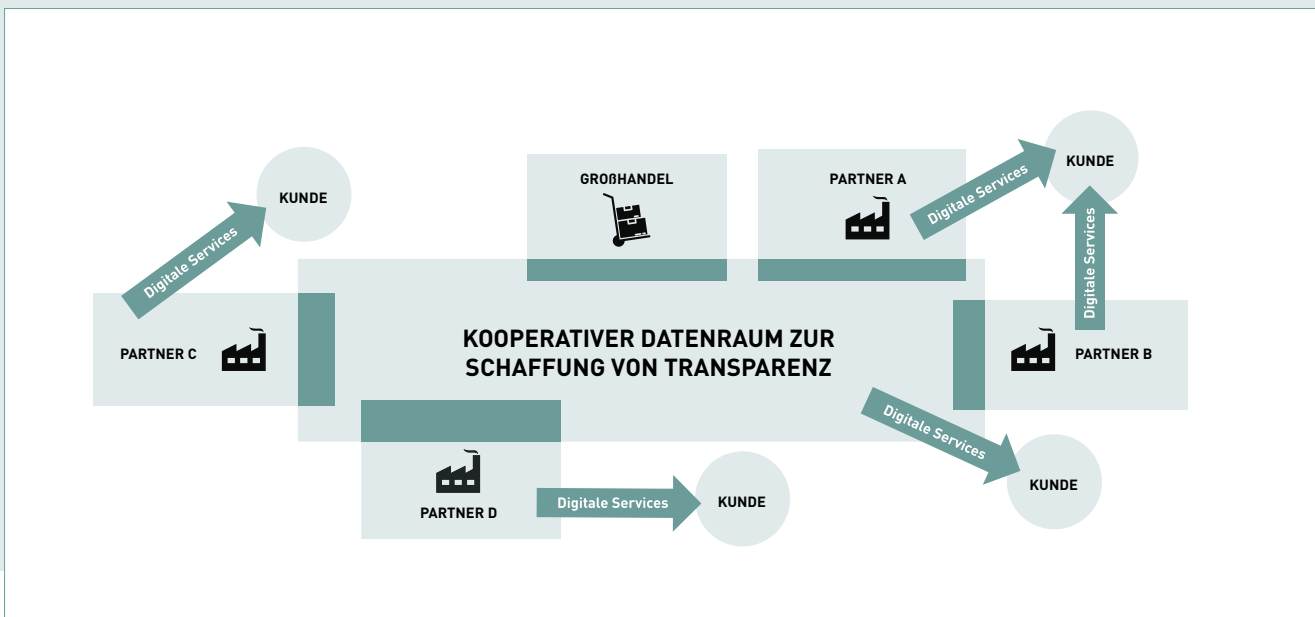 GROßHANDEL
PARTNER A
Digitale Services
KUNDE
KUNDE
Digitale Services
Digitale Services
PARTNER C
KOOPERATIVER DATENRAUM ZUR
SCHAFFUNG VON TRANSPARENZ
PARTNER B
Digitale Services
KUNDE
PARTNER D
Digitale Services
KUNDE